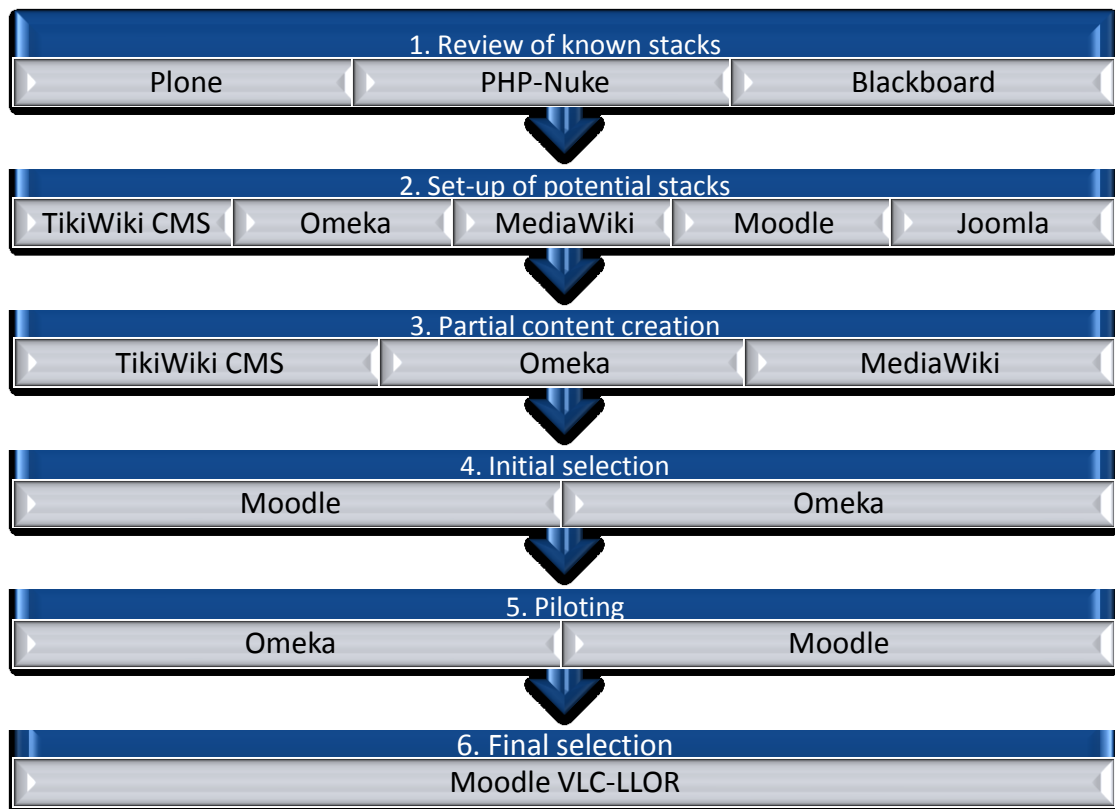 1. Review of known stacks
Plone PHP-Nuke Blackboard
2. Set-up of potential stacks
TikiWiki CMS Omeka MediaWiki Moodle Joomla
3. Partial content creation
TikiWiki CMS Omeka MediaWiki
4. Initial selection
Moodle Omeka
5. Piloting
Omeka Moodle
6. Final selection
Moodle VLC-LLOR